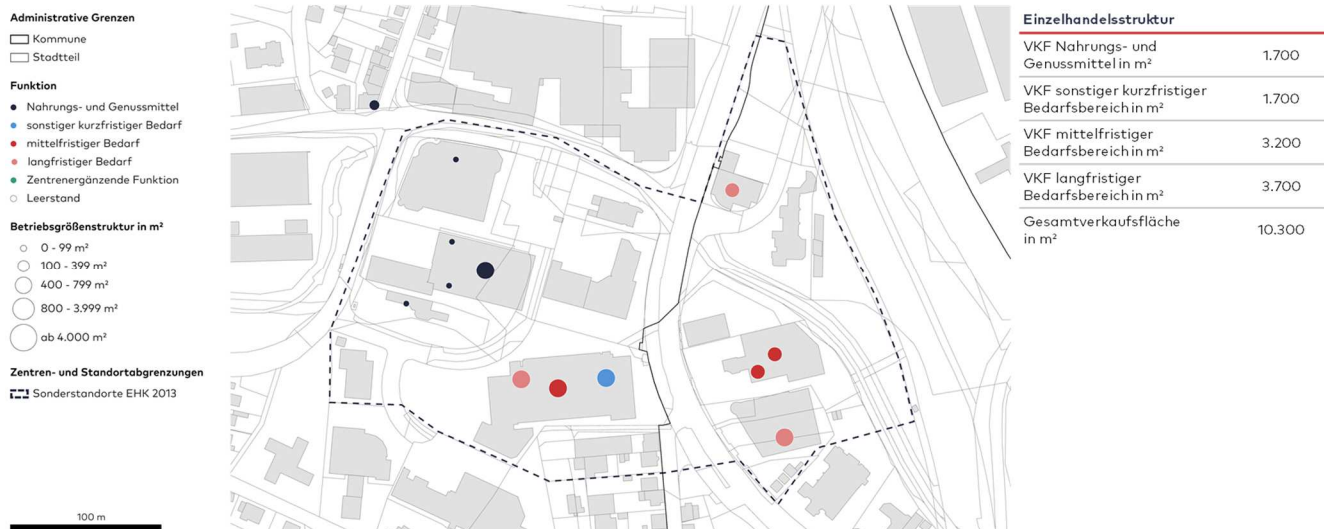 Administrative Grenzen
Kommune
Stadtteil
Funktion
Nahrungs- und Genussmittel
sonstiger kurzfristiger Bedarf
mittelfristiger Bedarf
langfristiger Bedarf
Zentrenergänzende Funktion
Leerstand
Betriebsgrößenstruktur in m²
0 - 99 m²
100 - 399 m²
400 - 799 m²
800 - 3.999 m²
ab 4.000 m²
Zentren- und Standortabgrenzungen
Sonderstandorte EHK 2013
100 m
Einzelhandelsstruktur
VKF Nahrungs- und
Genussmittel in m² 1.700
VKF sonstiger kurzfristiger
Bedarfsbereich in m² 1.700
VKF mittelfristiger
Bedarfsbereich in m² 3.200
VKF langfristiger
Bedarfsbereich in m² 3.700
Gesamtverkaufsfläche
in m² 10.300